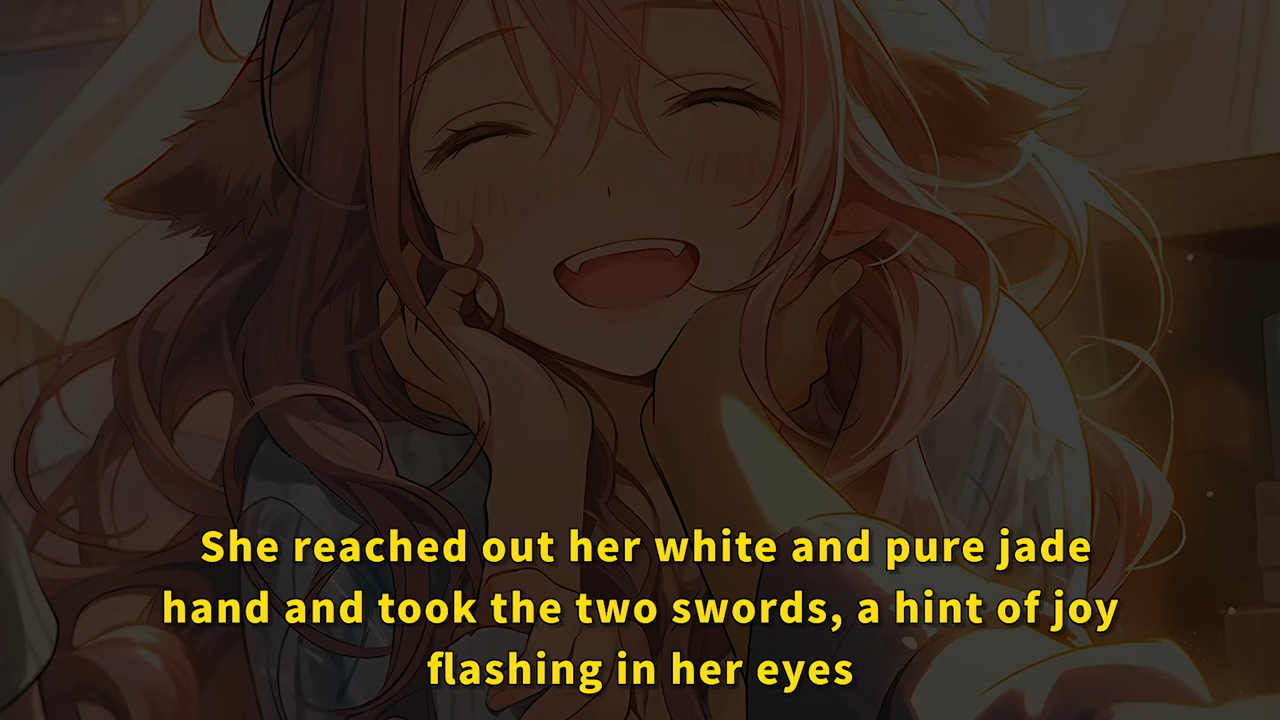 She reached out her white and pure jade
hand and took the two swords, a hint of joy
flashing in her eyes